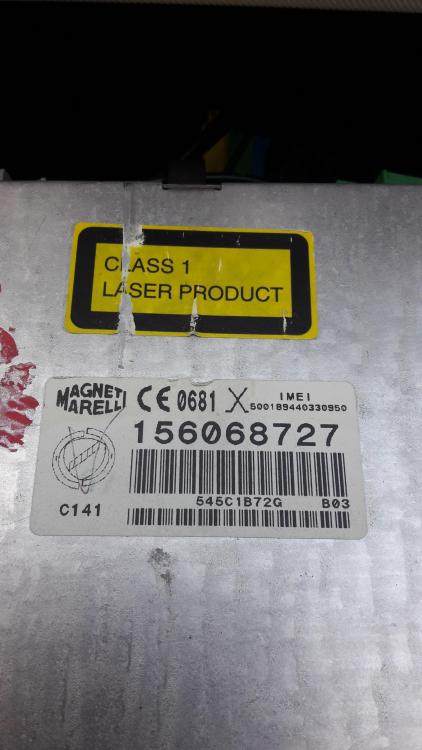 CLASS 1
LASER PRODUCT
MAGNETI
MARELLI
CE 0681
IMEI
500189440330950
156068727
545C1B72G B03
C141